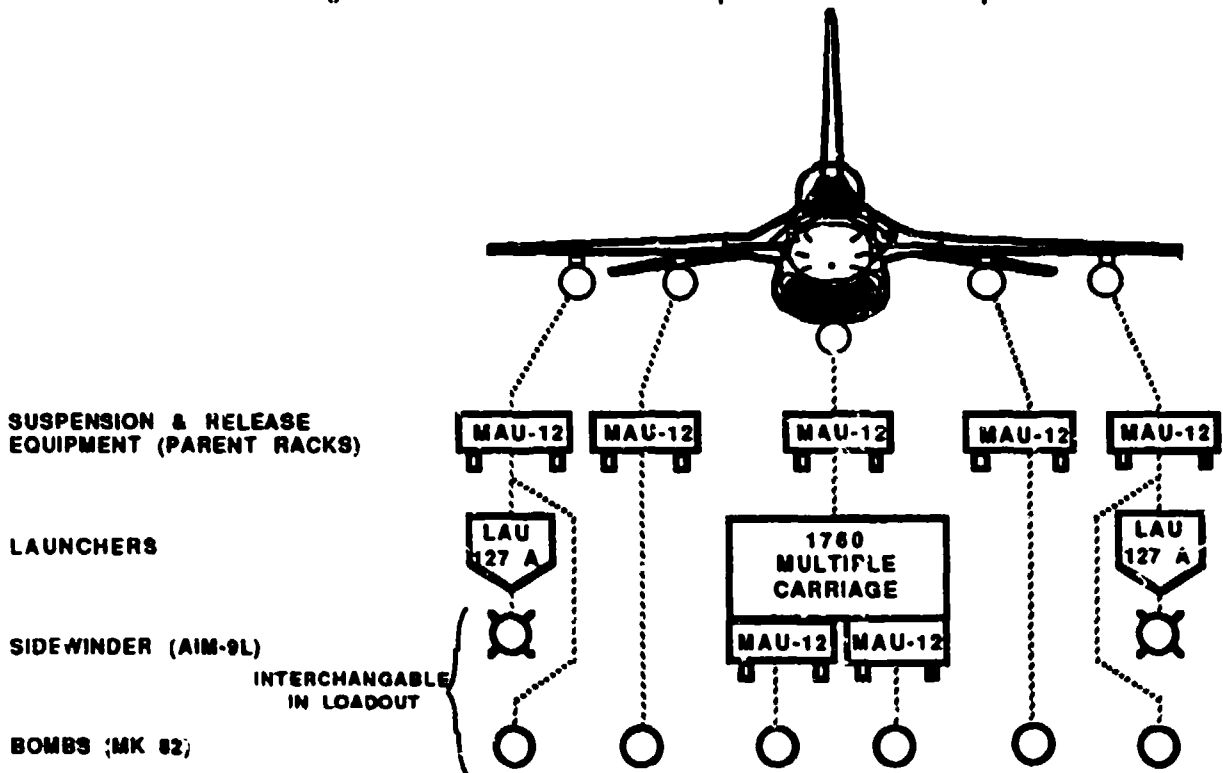 SUSPENSION & RELEASE
EQUIPMENT (PARENT RACKS)
MAU-12
MAU-12
MAU-12
MAU-12
MAU-12
LAUNCHERS
LAU
127 A
1760
MULTIPLE
CARRIAGE
LAU
127 A
SIDEWINDER (AIM-9L)
MAU-12
MAU-12
INTERCHANGABLE
IN LOADOUT
BOMBS (MK 82)